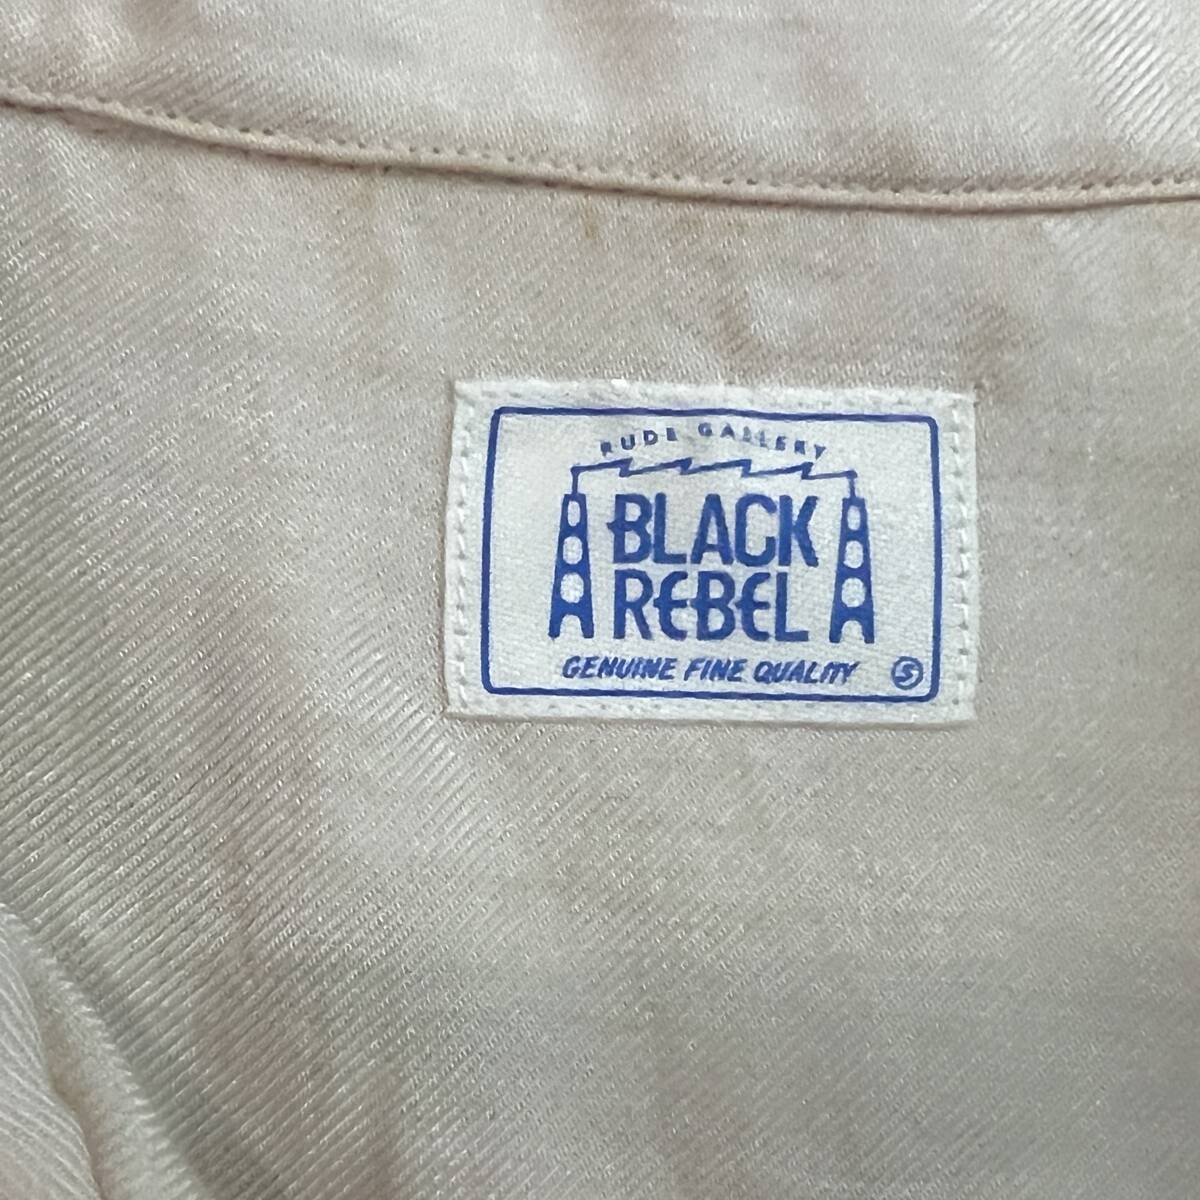 RUDE GALLERY
BLACK
REBEL
GENUINE FINE QUALITY
S